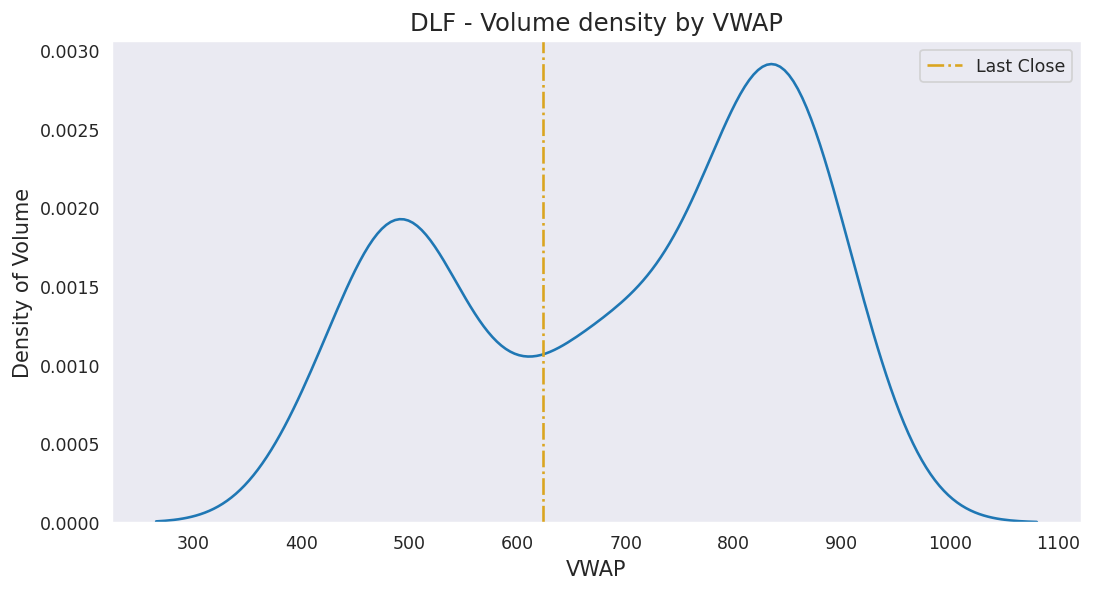 DLF - Volume density by VWAP
Last Close
Density of Volume
0.0030
0.0025
0.0020
0.0015
0.0010
0.0005
0.0000
300 400 500 600 700 800 900 1000 1100
VWAP